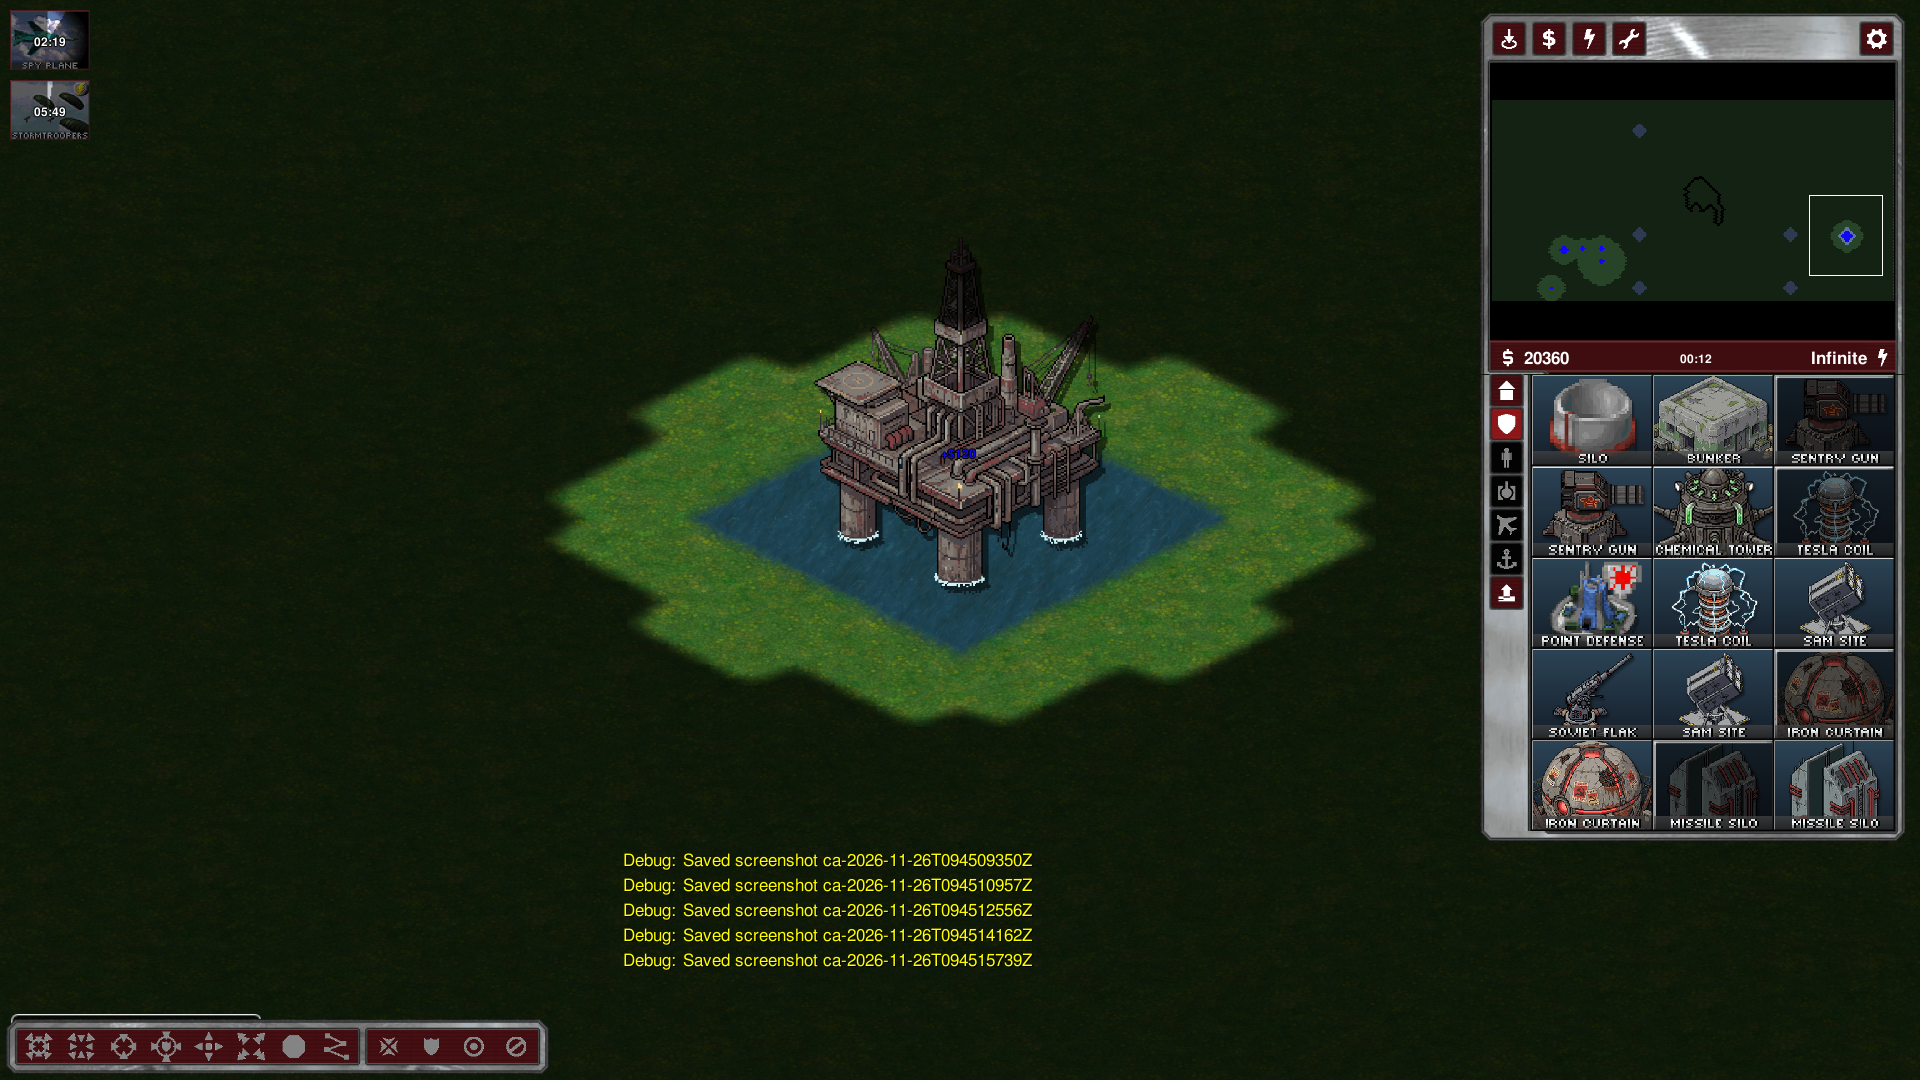 02:19
SPY PLANE
05:49
STORMTROOPERS
$ 20360
00:12
Infinite
SILO
BUNKER
SENTRY GUN
SENTRY GUN
CHEMICAL TOWER
TESLA COIL
POINT DEFENSE
TESLA COIL
SAM SITE
SOVIET FLAK
SAM SITE
IRON CURTAIN
IRON CURTAIN
MISSILE SILO
MISSILE SILO
+$130
Debug: Saved screenshot ca-2026-11-26T094509350Z
Debug: Saved screenshot ca-2026-11-26T094510957Z
Debug: Saved screenshot ca-2026-11-26T094512556Z
Debug: Saved screenshot ca-2026-11-26T094514162Z
Debug: Saved screenshot ca-2026-11-26T094515739Z